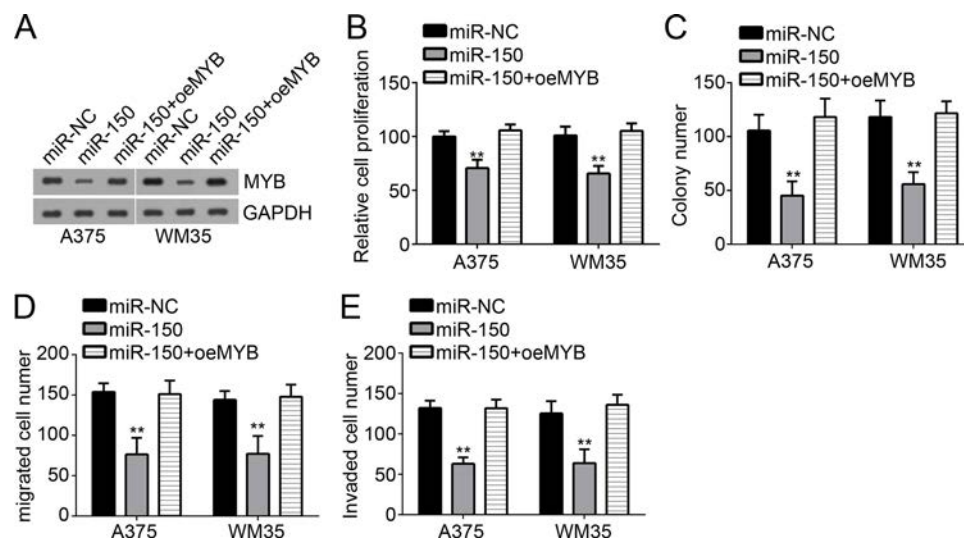 A
miR-NC
miR-150
miR-150+oeMYB
miR-NC
miR-150
miR-150+oeMYB
MYB
GAPDH
A375 WM35
B
miR-NC
miR-150
miR-150+oeMYB
Relative cell proliferation
150
100
50
0
**
**
A375 WM35
C
miR-NC
miR-150
miR-150+oeMYB
Colony numer
150
100
50
0
**
**
A375 WM35
D
miR-NC
miR-150
miR-150+oeMYB
migrated cell numer
200
150
100
50
0
**
**
A375 WM35
E
miR-NC
miR-150
miR-150+oeMYB
Invaded cell numer
200
150
100
50
0
**
**
A375 WM35